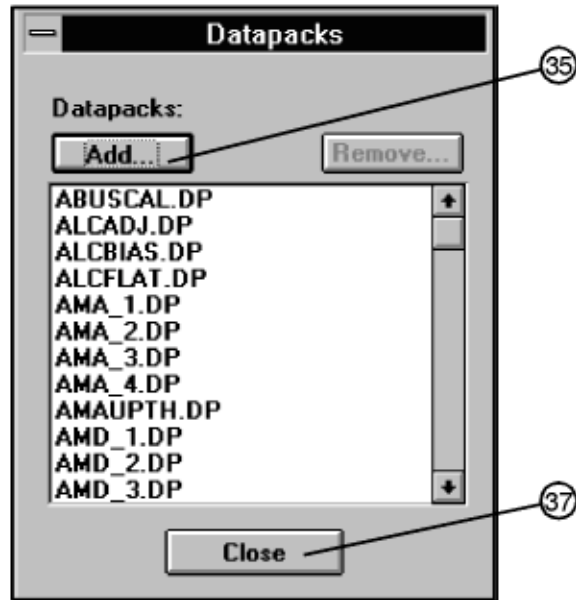 Datapacks
35
Datapacks:
Add... Remove...
ABUSCAL.DP
ALCADJ.DP
ALCBIAS.DP
ALCFLAT.DP
AMA_1.DP
AMA_2.DP
AMA_3.DP
AMA_4.DP
AMAUPTH.DP
AMD_1.DP
AMD_2.DP
AMD_3.DP
37
Close